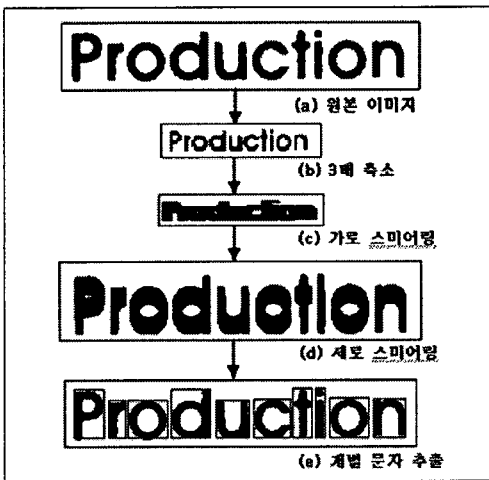 Production
(a) 원본 이미지
Production
(b) 3배 축소
Production
(c) 가로 스미어링
Production
(d) 세로 스미어링
Production
(e) 개별 문자 추출